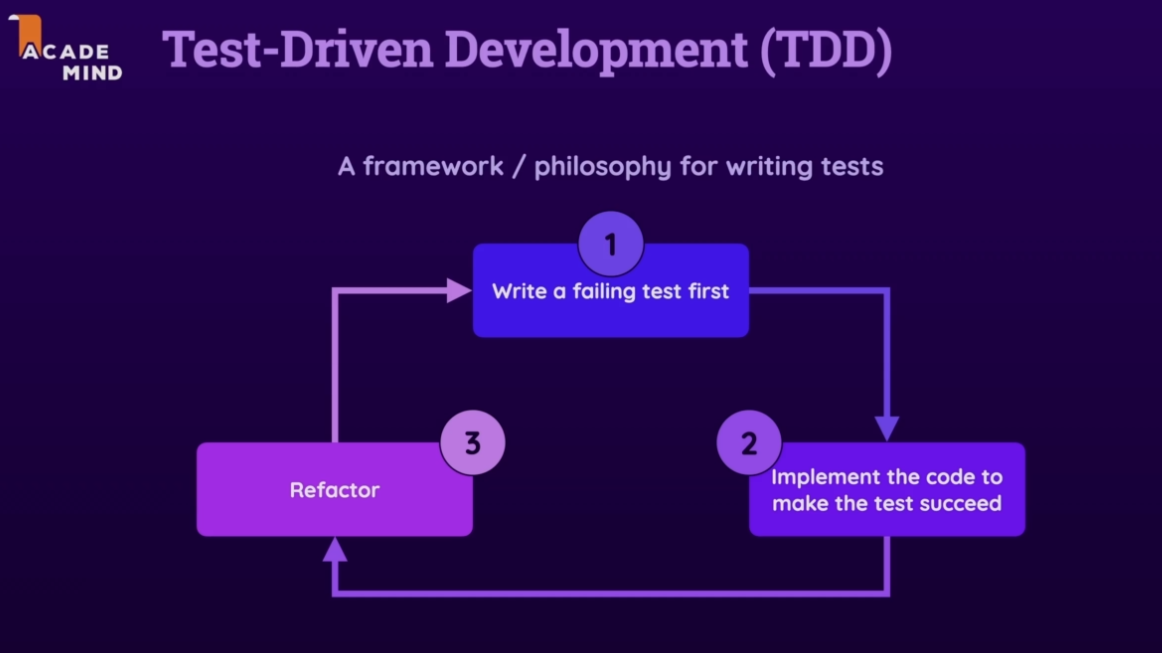 ACADE
MIND
Test-Driven Development (TDD)
A framework / philosophy for writing tests
1
Write a failing test first
3
Refactor
2
Implement the code to
make the test succeed